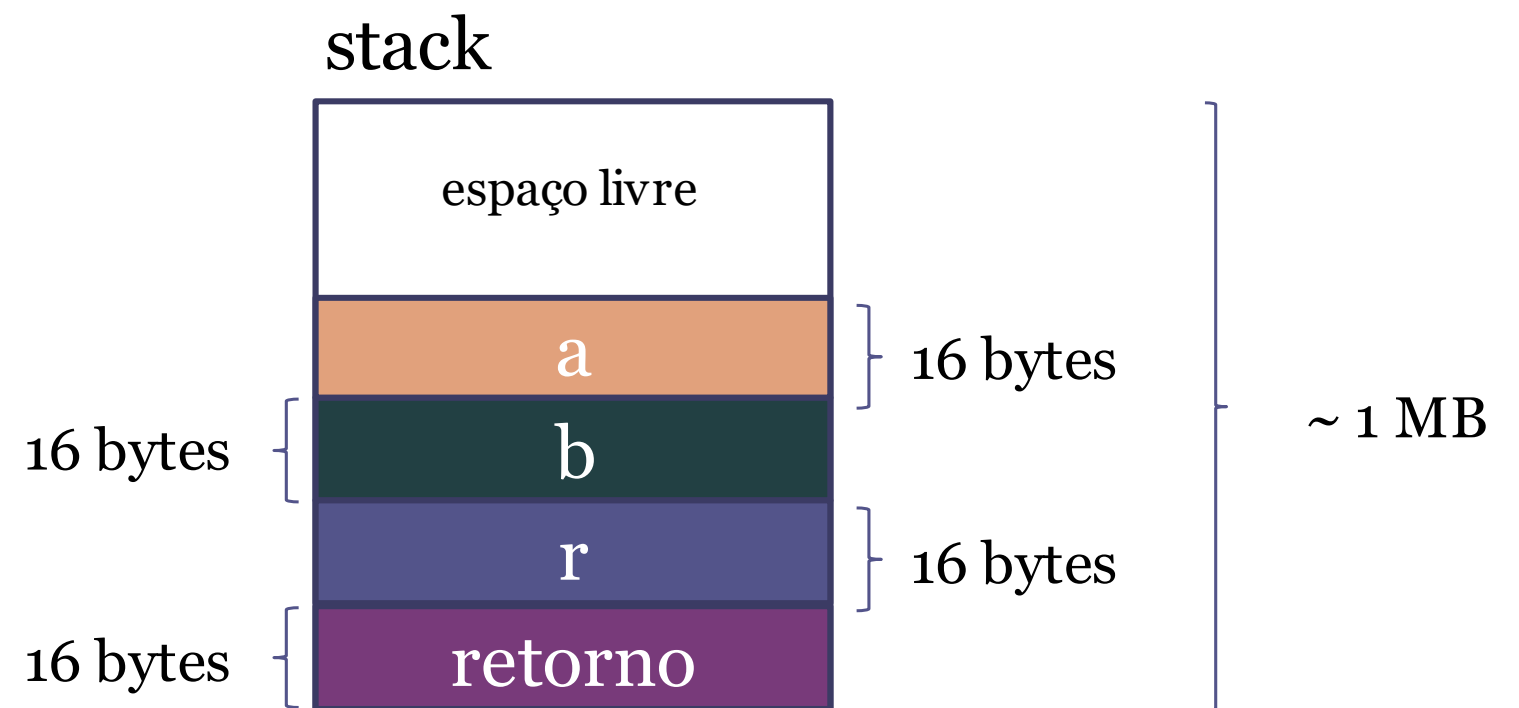 stack
espaço livre
a
16 bytes
16 bytes
b
~ 1 MB
r
16 bytes
16 bytes
retorno